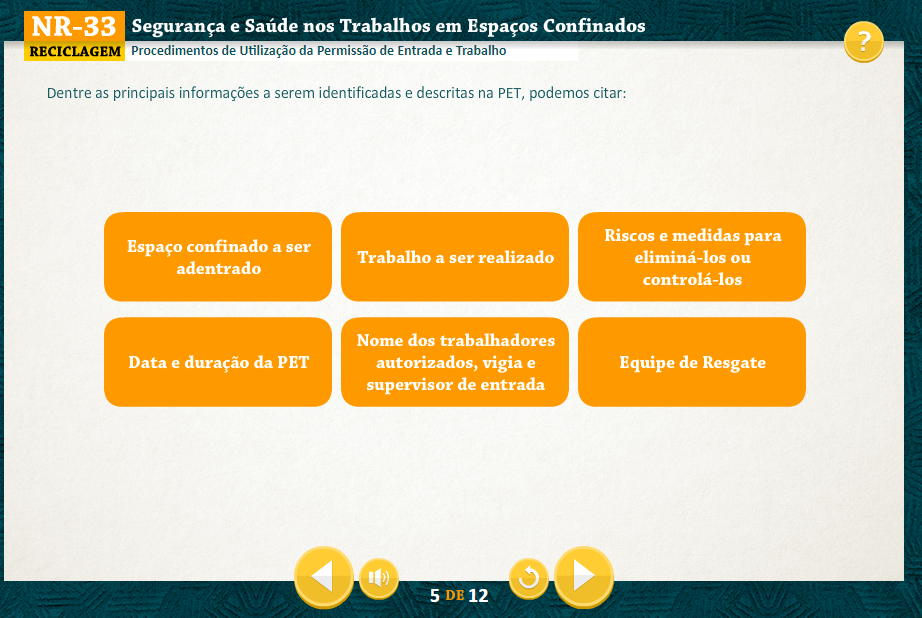 NR-33
RECICLAGEM
Segurança e Saúde nos Trabalhos em Espaços Confinados
Procedimentos de Utilização da Permissão de Entrada e Trabalho
?
Dentre as principais informações a serem identificadas e descritas na PET, podemos citar:
Espaço confinado a ser
adentrado
Trabalho a ser realizado
Riscos e medidas para
eliminá-los ou
controlá-los
Data e duração da PET
Nome dos trabalhadores
autorizados, vigia e
supervisor de entrada
Equipe de Resgate
5 DE 12